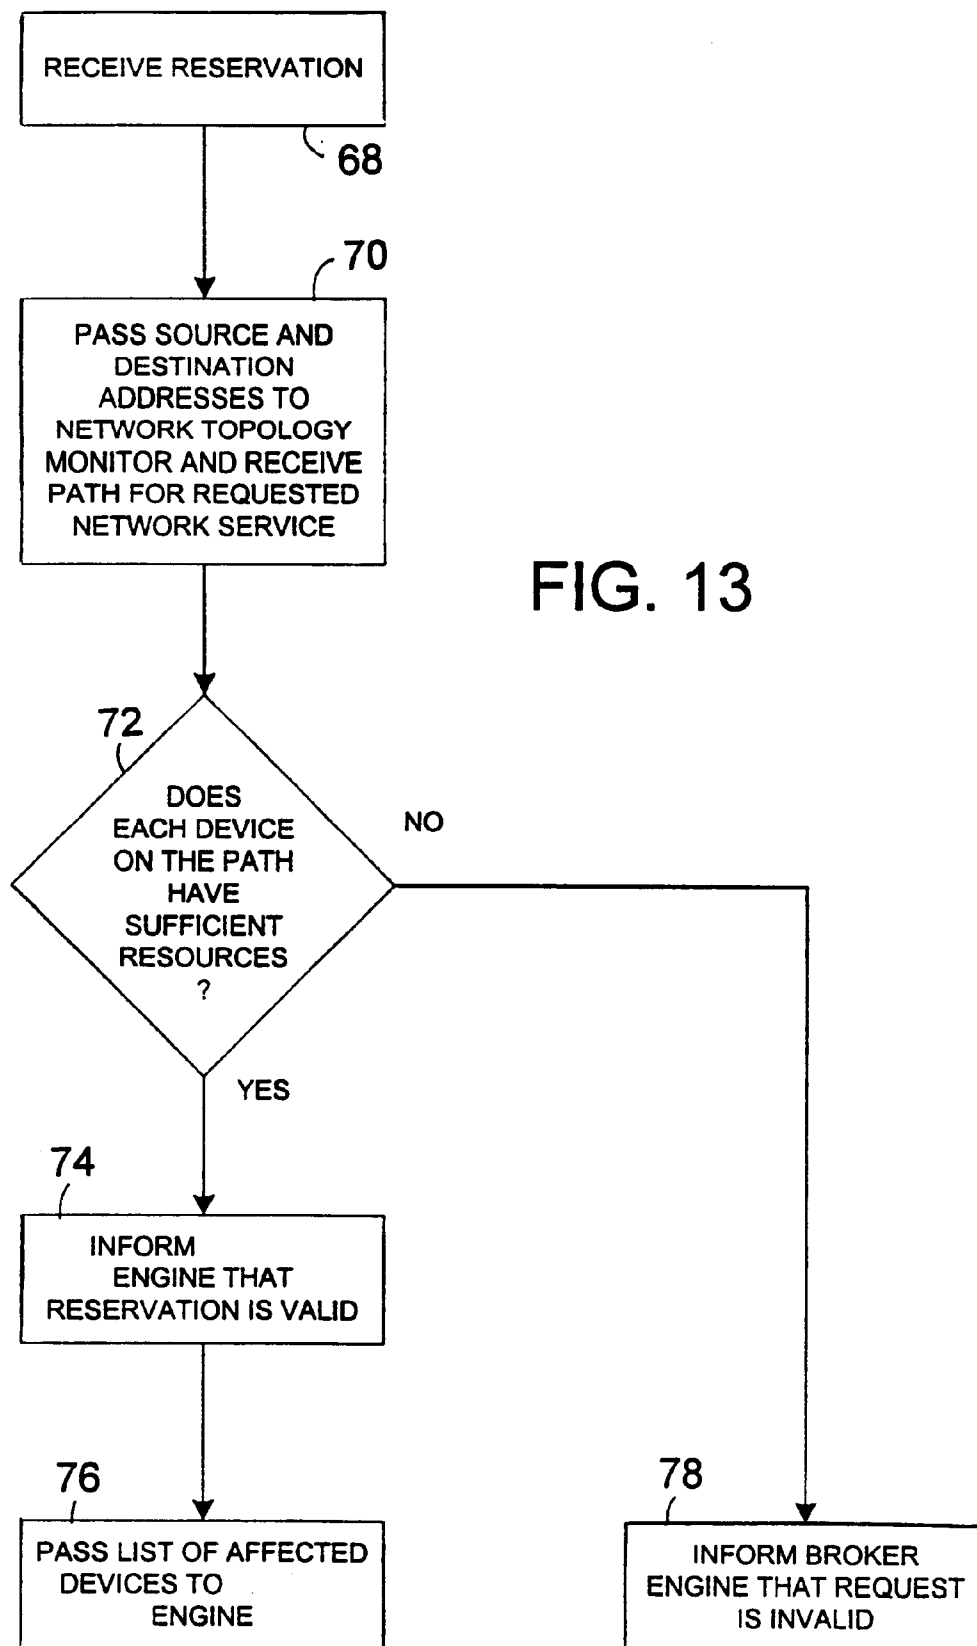 RECEIVE RESERVATION
68
70
PASS SOURCE AND
DESTINATION
ADDRESSES TO
NETWORK TOPOLOGY
MONITOR AND RECEIVE
PATH FOR REQUESTED
NETWORK SERVICE
FIG. 13
72
DOES
EACH DEVICE
ON THE PATH
HAVE
SUFFICIENT
RESOURCES
?
NO
YES
74
INFORM
ENGINE THAT
RESERVATION IS VALID
76
PASS LIST OF AFFECTED
DEVICES TO
ENGINE
78
INFORM BROKER
ENGINE THAT REQUEST
IS INVALID